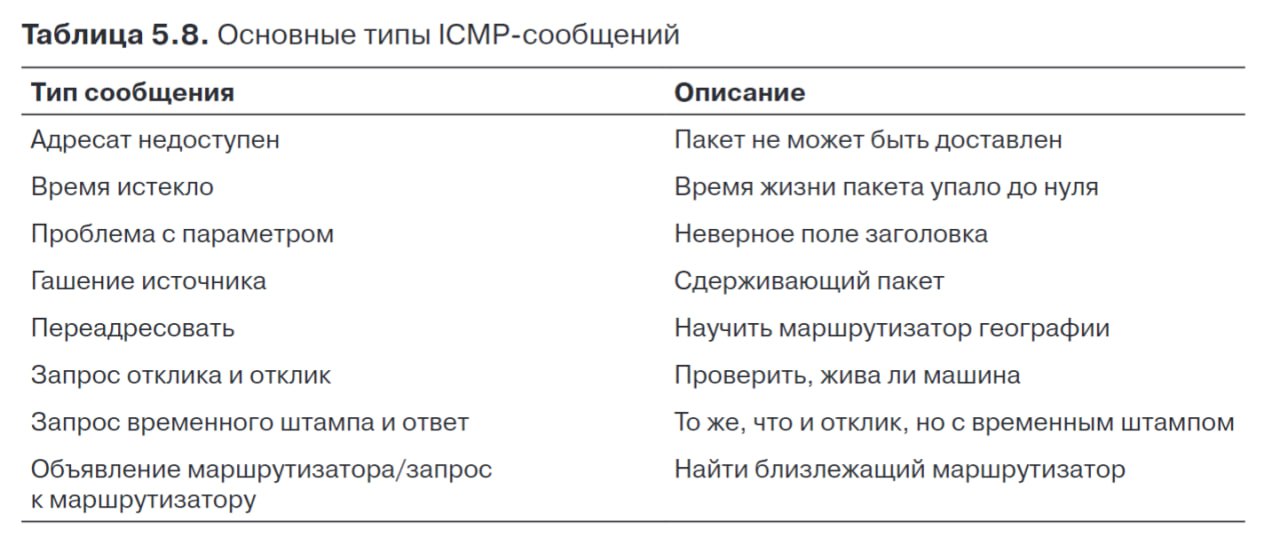 Таблица 5.8. Основные типы ICMP-сообщений
Тип сообщения Описание
Адресат недоступен Пакет не может быть доставлен
Время истекло Время жизни пакета упало до нуля
Проблема с параметром Неверное поле заголовка
Гашение источника Сдерживающий пакет
Переадресовать Научить маршрутизатор географии
Запрос отклика и отклик Проверить, жива ли машина
Запрос временного штампа и ответ То же, что и отклик, но с временным штампом
Объявление маршрутизатора/запрос Найти близлежащий маршрутизатор
к маршрутизатору